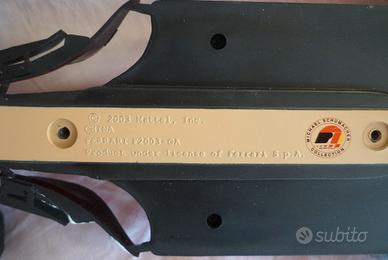 © 2003 Mattel, Inc.
CHINA
FERRARI F2003-GA
Product under license of Ferrari S.p.A.
MICHAEL SCHUMACHER
COLLECTION
subito